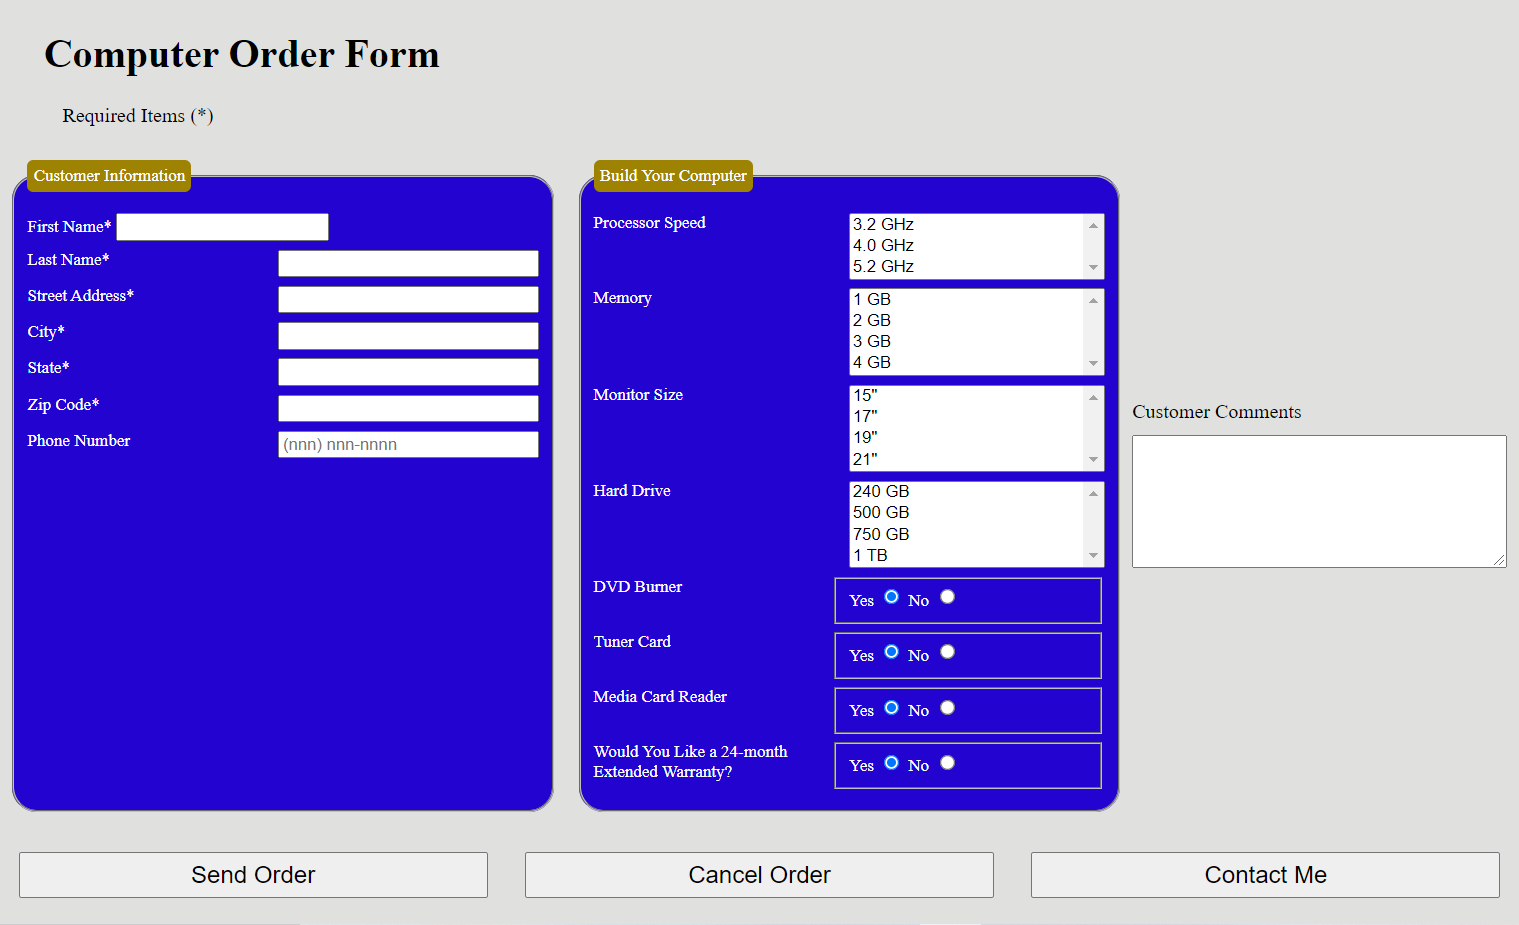 Computer Order Form
Required Items (*)
Customer Information
First Name*
Last Name*
Street Address*
City*
State*
Zip Code*
Phone Number
(nnn) nnn-nnnn
Build Your Computer
Processor Speed
3.2 GHz
4.0 GHz
5.2 GHz
Memory
1 GB
2 GB
3 GB
4 GB
Monitor Size
15"
17"
19"
21"
Hard Drive
240 GB
500 GB
750 GB
1 TB
DVD Burner
Yes No
Tuner Card
Yes No
Media Card Reader
Yes No
Would You Like a 24-month
Extended Warranty?
Yes No
Customer Comments
Send Order
Cancel Order
Contact Me